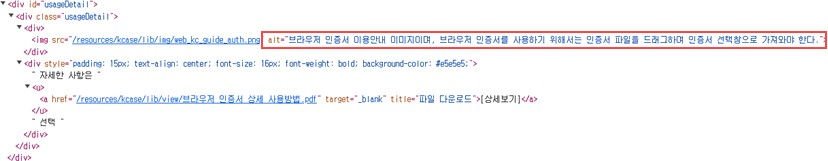 ▼<div id="usageDetail">
▼<div class="usageDetail">
▼<div>
<img src="/resources/kcase/lib/img/web_kc_guide_auth.png" alt="브라우저 인증서 이용안내 이미지이며, 브라우저 인증서를 사용하기 위해서는 인증서 파일를 드래그하여 인증서 선택창으로 가져와야 한다.">
</div>
▼<div style="padding: 15px; text-align: center; font-size: 16px; font-weight: bold; background-color: #e5e5e5;">
" 자세한 사항은 "
▼<u>
<a href="/resources/kcase/lib/view/브라우저 인증서 상세 사용방법.pdf" target="_blank" title="파일 다운로드">[상세보기]</a>
</u>
" 선택 "
</div>
</div>
</div>